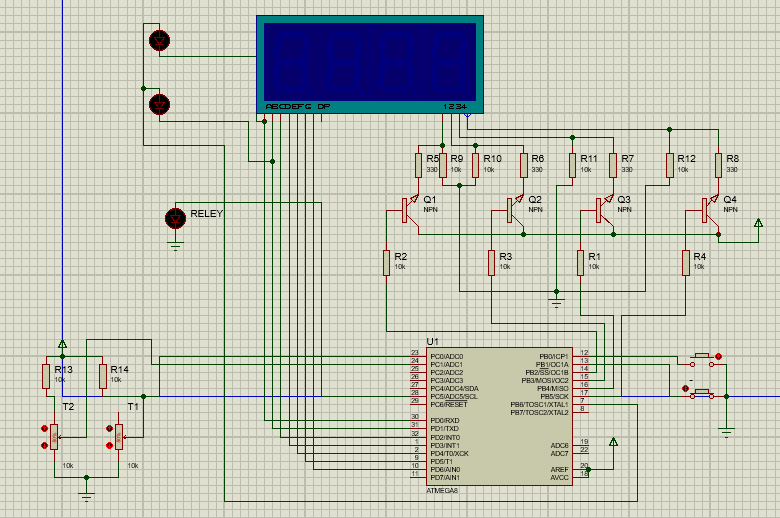 ABCDEFG DP
1234
R5
330
R9
10k
R10
10k
R6
330
R11
10k
R7
330
R12
10k
R8
330
Q1
NPN
Q2
NPN
Q3
NPN
Q4
NPN
RELEY
R2
10k
R3
10k
R1
10k
R4
10k
U1
23 PC0/ADC0
24 PC1/ADC1
25 PC2/ADC2
26 PC3/ADC3
27 PC4/ADC4/SDA
28 PC5/ADC5/SCL
29 PC6/RESET
30 PD0/RXD
31 PD1/TXD
32 PD2/INT0
1 PD3/INT1
2 PD4/T0/XCK
9 PD5/T1
10 PD6/AIN0
11 PD7/AIN1
PB0/ICP1 12
PB1/OC1A 13
PB2/SS/OC1B 14
PB3/MOSI/OC2 15
PB4/MISO 16
PB5/SCK 17
PB6/TOSC1/XTAL1 7
PB7/TOSC2/XTAL2 8
ADC6 19
ADC7 22
AREF 20
AVCC 18
ATMEGA8
R13
10k
R14
10k
T2
T1
10k
10k